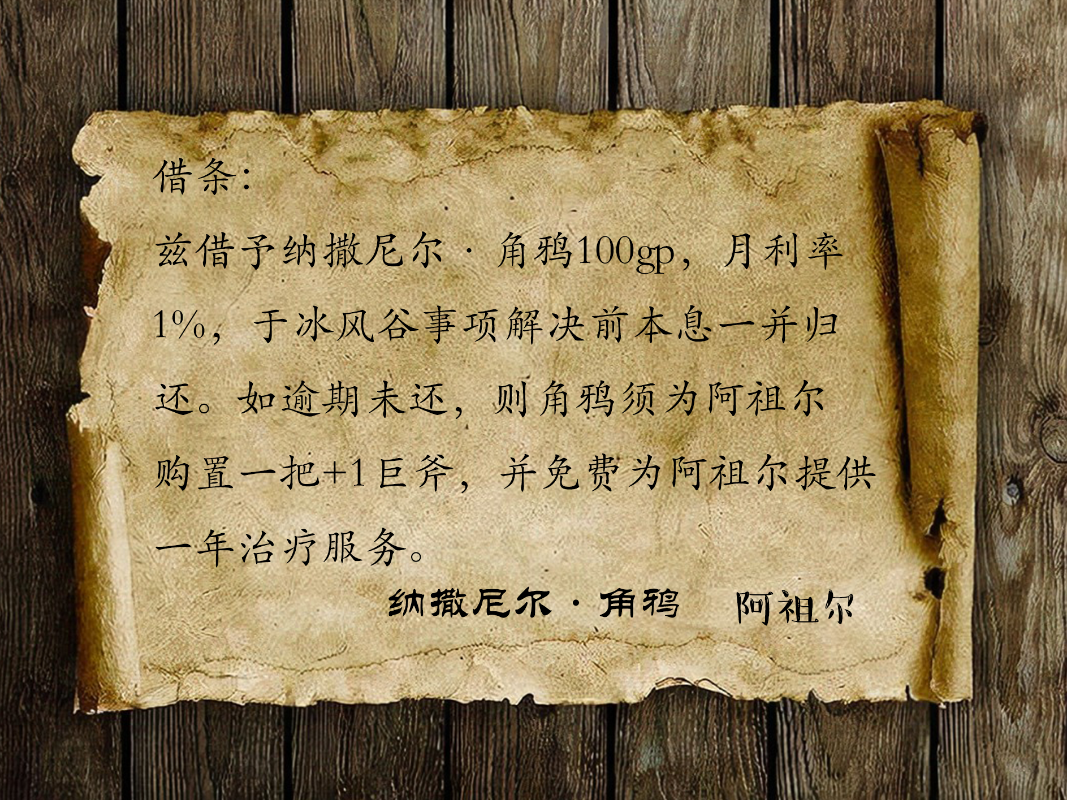 借条：
兹借予纳撒尼尔·角鸦100gp，月利率
1%，于冰风谷事项解决前本息一并归
还。如逾期未还，则角鸦须为阿祖尔
购置一把+1巨斧，并免费为阿祖尔提供
一年治疗服务。
纳撒尼尔·角鸦 阿祖尔